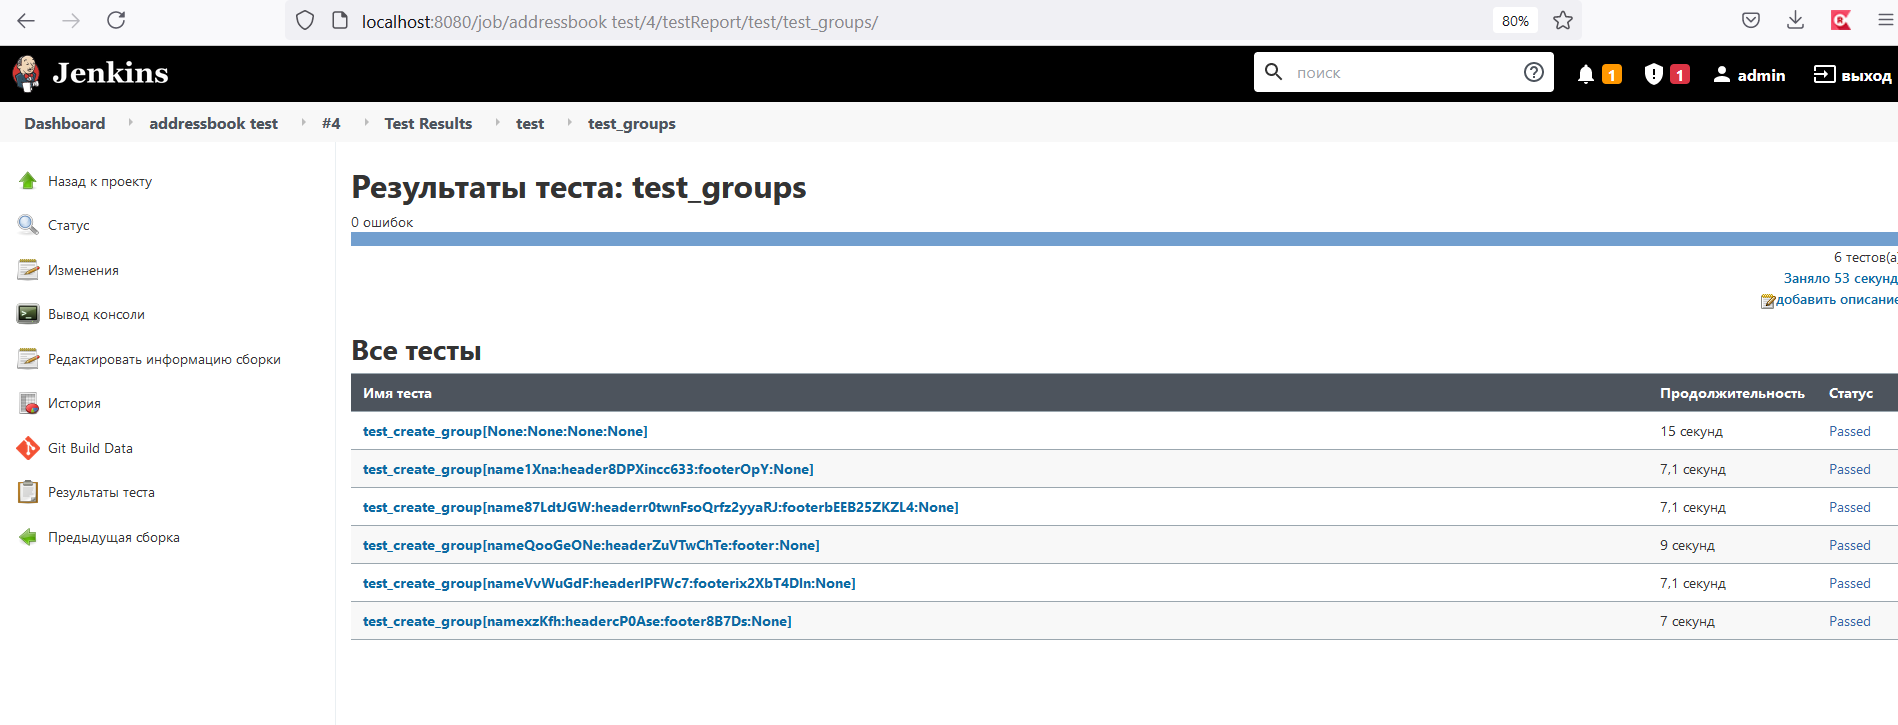 localhost:8080/job/addressbook test/4/testReport/test/test_groups/
80%
Jenkins
поиск
1
1
admin
выход
Dashboard
addressbook test
#4
Test Results
test
test_groups
Назад к проекту
Статус
Изменения
Вывод консоли
Редактировать информацию сборки
История
Git Build Data
Результаты теста
Предыдущая сборка
Результаты теста: test_groups
0 ошибок
6 тестов(а)
Заняло 53 секунд
добавить описание
Все тесты
Имя теста Продолжительность Статус
test_create_group[None:None:None:None] 15 секунд Passed
test_create_group[name1Xna:header8DPXincc633:footerOpY:None] 7,1 секунд Passed
test_create_group[name87LdtJGW:headerr0twnFsoQrfz2yyaRJ:footerbEEB25ZKZL4:None] 7,1 секунд Passed
test_create_group[nameQooGeONe:headerZuVTwChTe:footer:None] 9 секунд Passed
test_create_group[nameVvWuGdF:headerIPFWc7:footerix2XbT4DIn:None] 7,1 секунд Passed
test_create_group[namexzKfh:headercP0Ase:footer8B7Ds:None] 7 секунд Passed